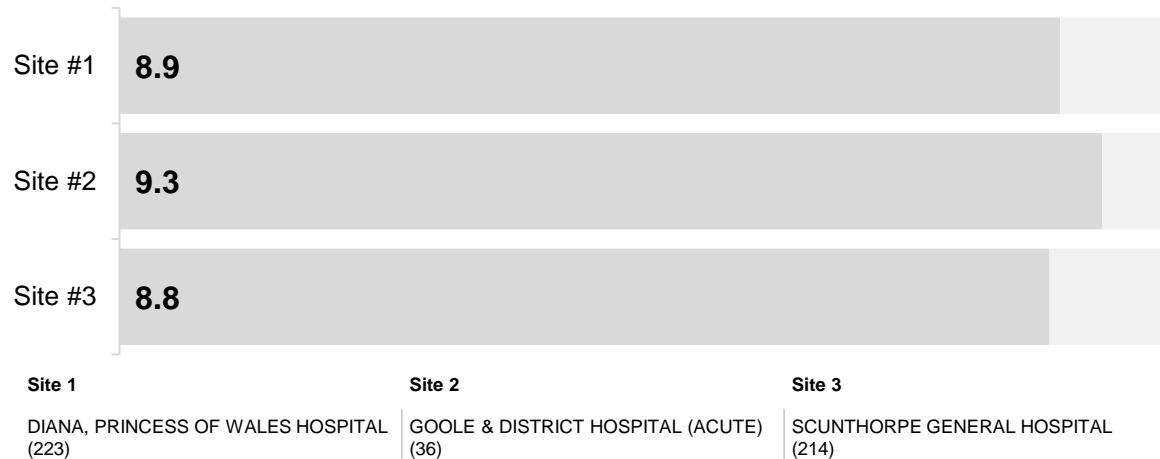 Site #1 8.9
Site #2 9.3
Site #3 8.8
Site 1 Site 2 Site 3
DIANA, PRINCESS OF WALES HOSPITAL GOOLE & DISTRICT HOSPITAL (ACUTE) SCUNTHORPE GENERAL HOSPITAL
(223) (36) (214)